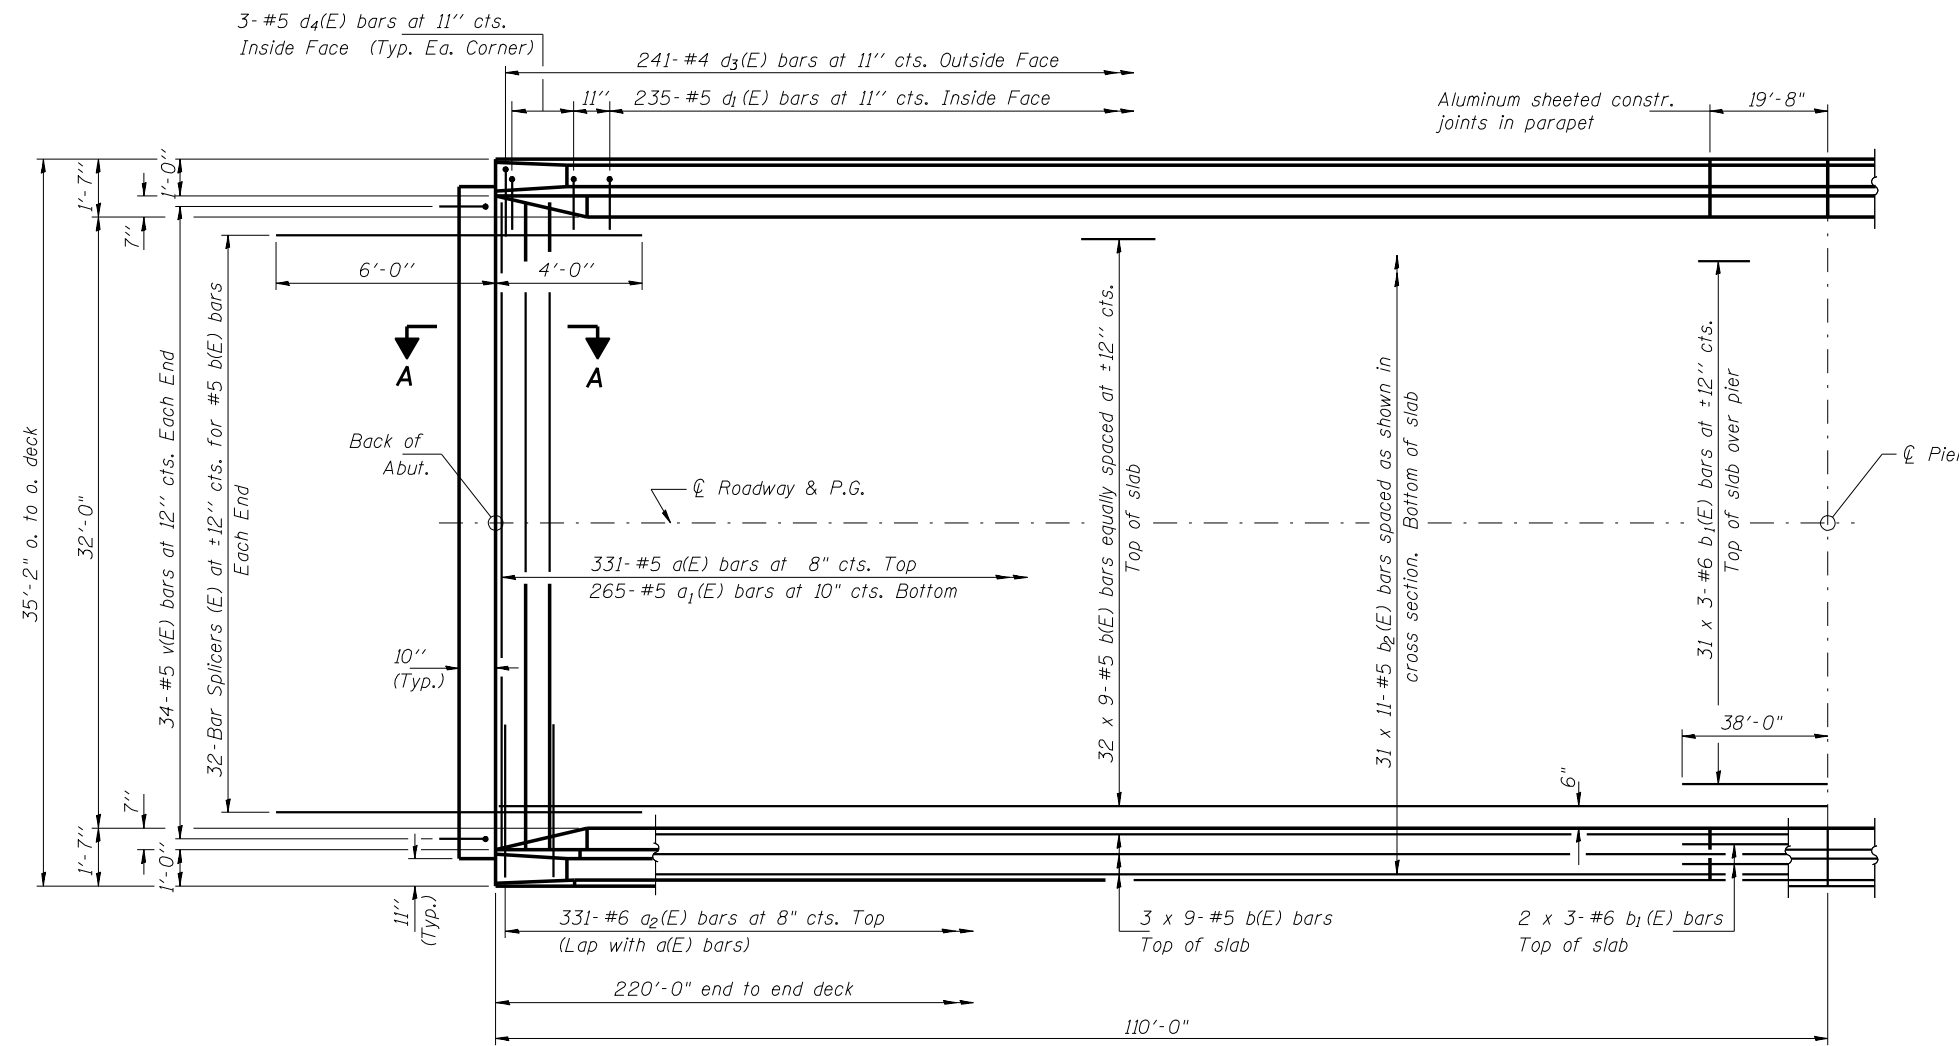 3-#5 d4(E) bars at 11'' cts.
Inside Face (Typ. Ea. Corner)
241-#4 d3(E) bars at 11'' cts. Outside Face
11''
235-#5 d1(E) bars at 11'' cts. Inside Face
Aluminum sheeted constr.
joints in parapet
19'-8"
1'-7''
1'-0''
7''
6'-0''
4'-0''
A
A
35'-2" o. to o. deck
32'-0"
34-#5 v(E) bars at 12'' cts. Each End
32-Bar Splicers (E) at ±12'' cts. for #5 b(E) bars
Each End
Back of
Abut.
℄ Roadway & P.G.
32 x 9-#5 b(E) bars equally spaced at ±12'' cts.
Top of slab
31 x 11-#5 b2(E) bars spaced as shown in
cross section. Bottom of slab
31 x 3-#6 b1(E) bars at ±12'' cts.
Top of slab over pier
℄ Pier
331-#5 a(E) bars at 8" cts. Top
265-#5 a1(E) bars at 10" cts. Bottom
10''
(Typ.)
38'-0"
6"
7''
1'-7''
1'-0''
11''
(Typ.)
331-#6 a2(E) bars at 8" cts. Top
(Lap with a(E) bars)
3 x 9-#5 b(E) bars
Top of slab
2 x 3-#6 b1(E) bars
Top of slab
220'-0" end to end deck
110'-0"